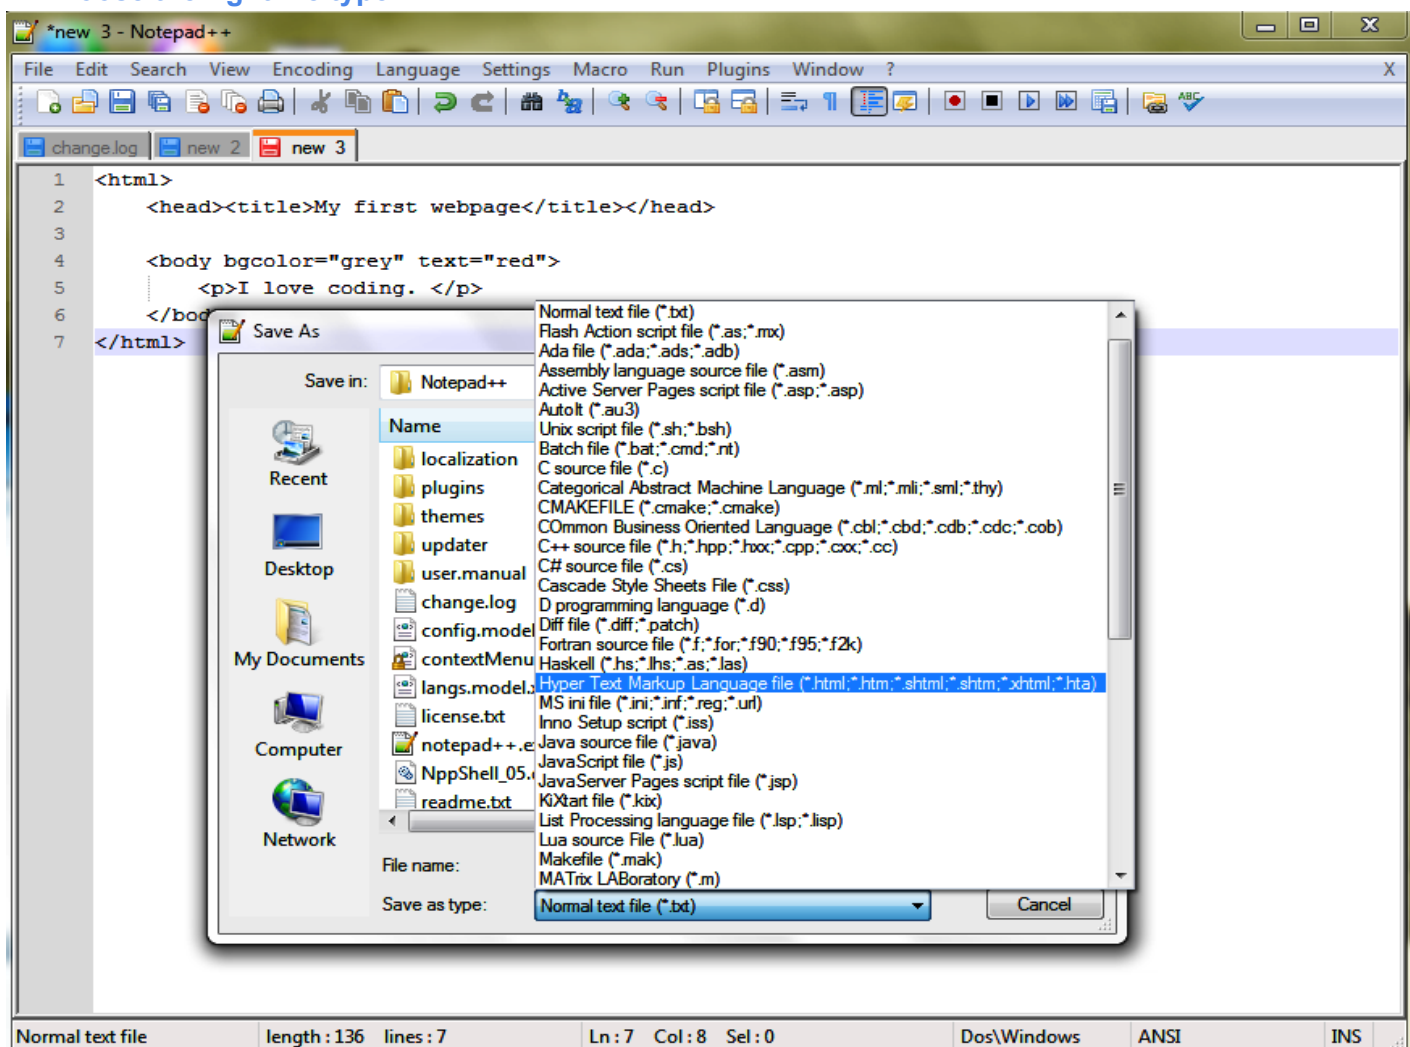 *new 3 - Notepad++
File Edit Search View Encoding Language Settings Macro Run Plugins Window ? X
change.log new 2 new 3
1 <html>
2 <head><title>My first webpage</title></head>
3
4 <body bgcolor="grey" text="red">
5 <p>I love coding. </p>
6 </bod
7 </html>
Save As
Save in: Notepad++
Recent
Desktop
My Documents
Computer
Network
Name
localization
plugins
themes
updater
user.manual
change.log
config.model
contextMenu
langs.model.x
license.txt
notepad++.e
NppShell_05.
readme.txt
Normal text file (*.txt)
Flash Action script file (*.as;*.mx)
Ada file (*.ada;*.ads;*.adb)
Assembly language source file (*.asm)
Active Server Pages script file (*.asp;*.asp)
AutoIt (*.au3)
Unix script file (*.sh;*.bsh)
Batch file (*.bat;*.cmd;*.nt)
C source file (*.c)
Categorical Abstract Machine Language (*.ml;*.mli;*.sml;*.thy)
CMAKEFILE (*.cmake;*.cmake)
COmmon Business Oriented Language (*.cbl;*.cbd;*.cdb;*.cdc;*.cob)
C++ source file (*.h;*.hpp;*.hxx;*.cpp;*.cxx;*.cc)
C# source file (*.cs)
Cascade Style Sheets File (*.css)
D programming language (*.d)
Diff file (*.diff;*.patch)
Fortran source file (*.f;*.for;*.f90;*.f95;*.f2k)
Haskell (*.hs;*.lhs;*.as;*.las)
Hyper Text Markup Language file (*.html;*.htm;*.shtml;*.shtm;*.xhtml;*.hta)
MS ini file (*.ini;*.inf;*.reg;*.url)
Inno Setup script (*.iss)
Java source file (*.java)
JavaScript file (*.js)
JavaServer Pages script file (*.jsp)
KiXtart file (*.kix)
List Processing language file (*.lsp;*.lisp)
Lua source File (*.lua)
Makefile (*.mak)
MATrix LABoratory (*.m)
File name:
Save as type: Normal text file (*.txt) Cancel
Normal text file length : 136 lines : 7 Ln : 7 Col : 8 Sel : 0 Dos\Windows ANSI INS